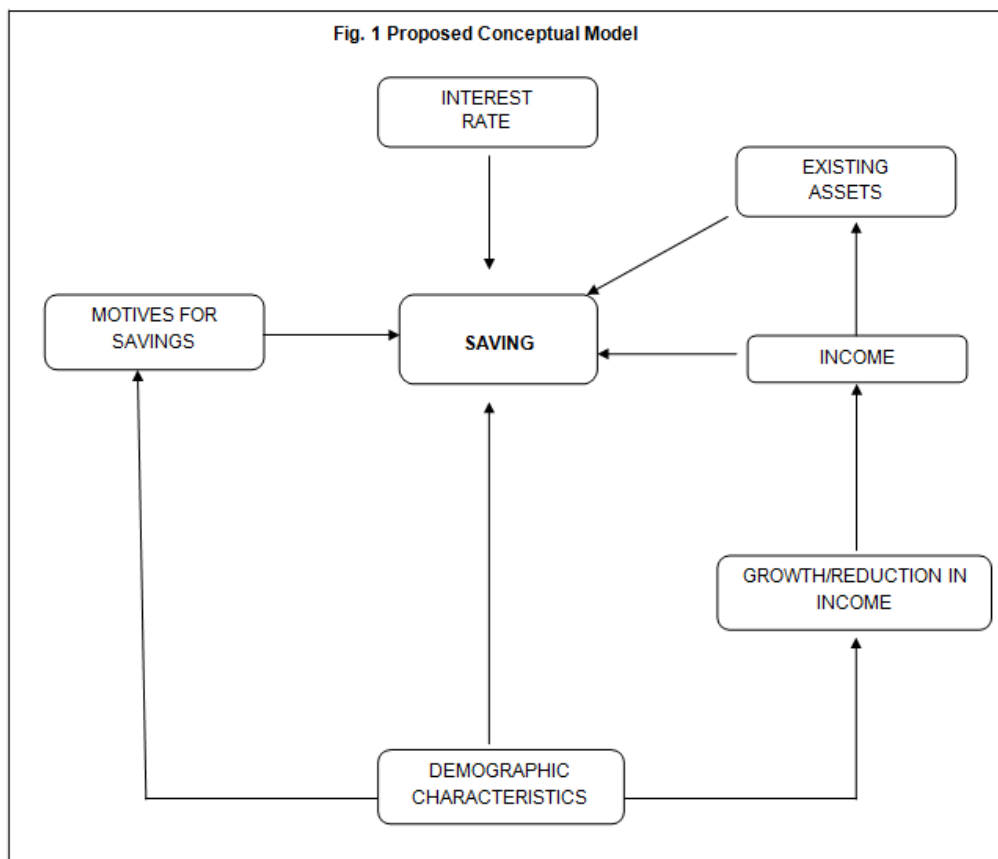 Fig. 1 Proposed Conceptual Model
INTEREST
RATE
EXISTING
ASSETS
MOTIVES FOR
SAVINGS
SAVING
INCOME
GROWTH/REDUCTION IN
INCOME
DEMOGRAPHIC
CHARACTERISTICS